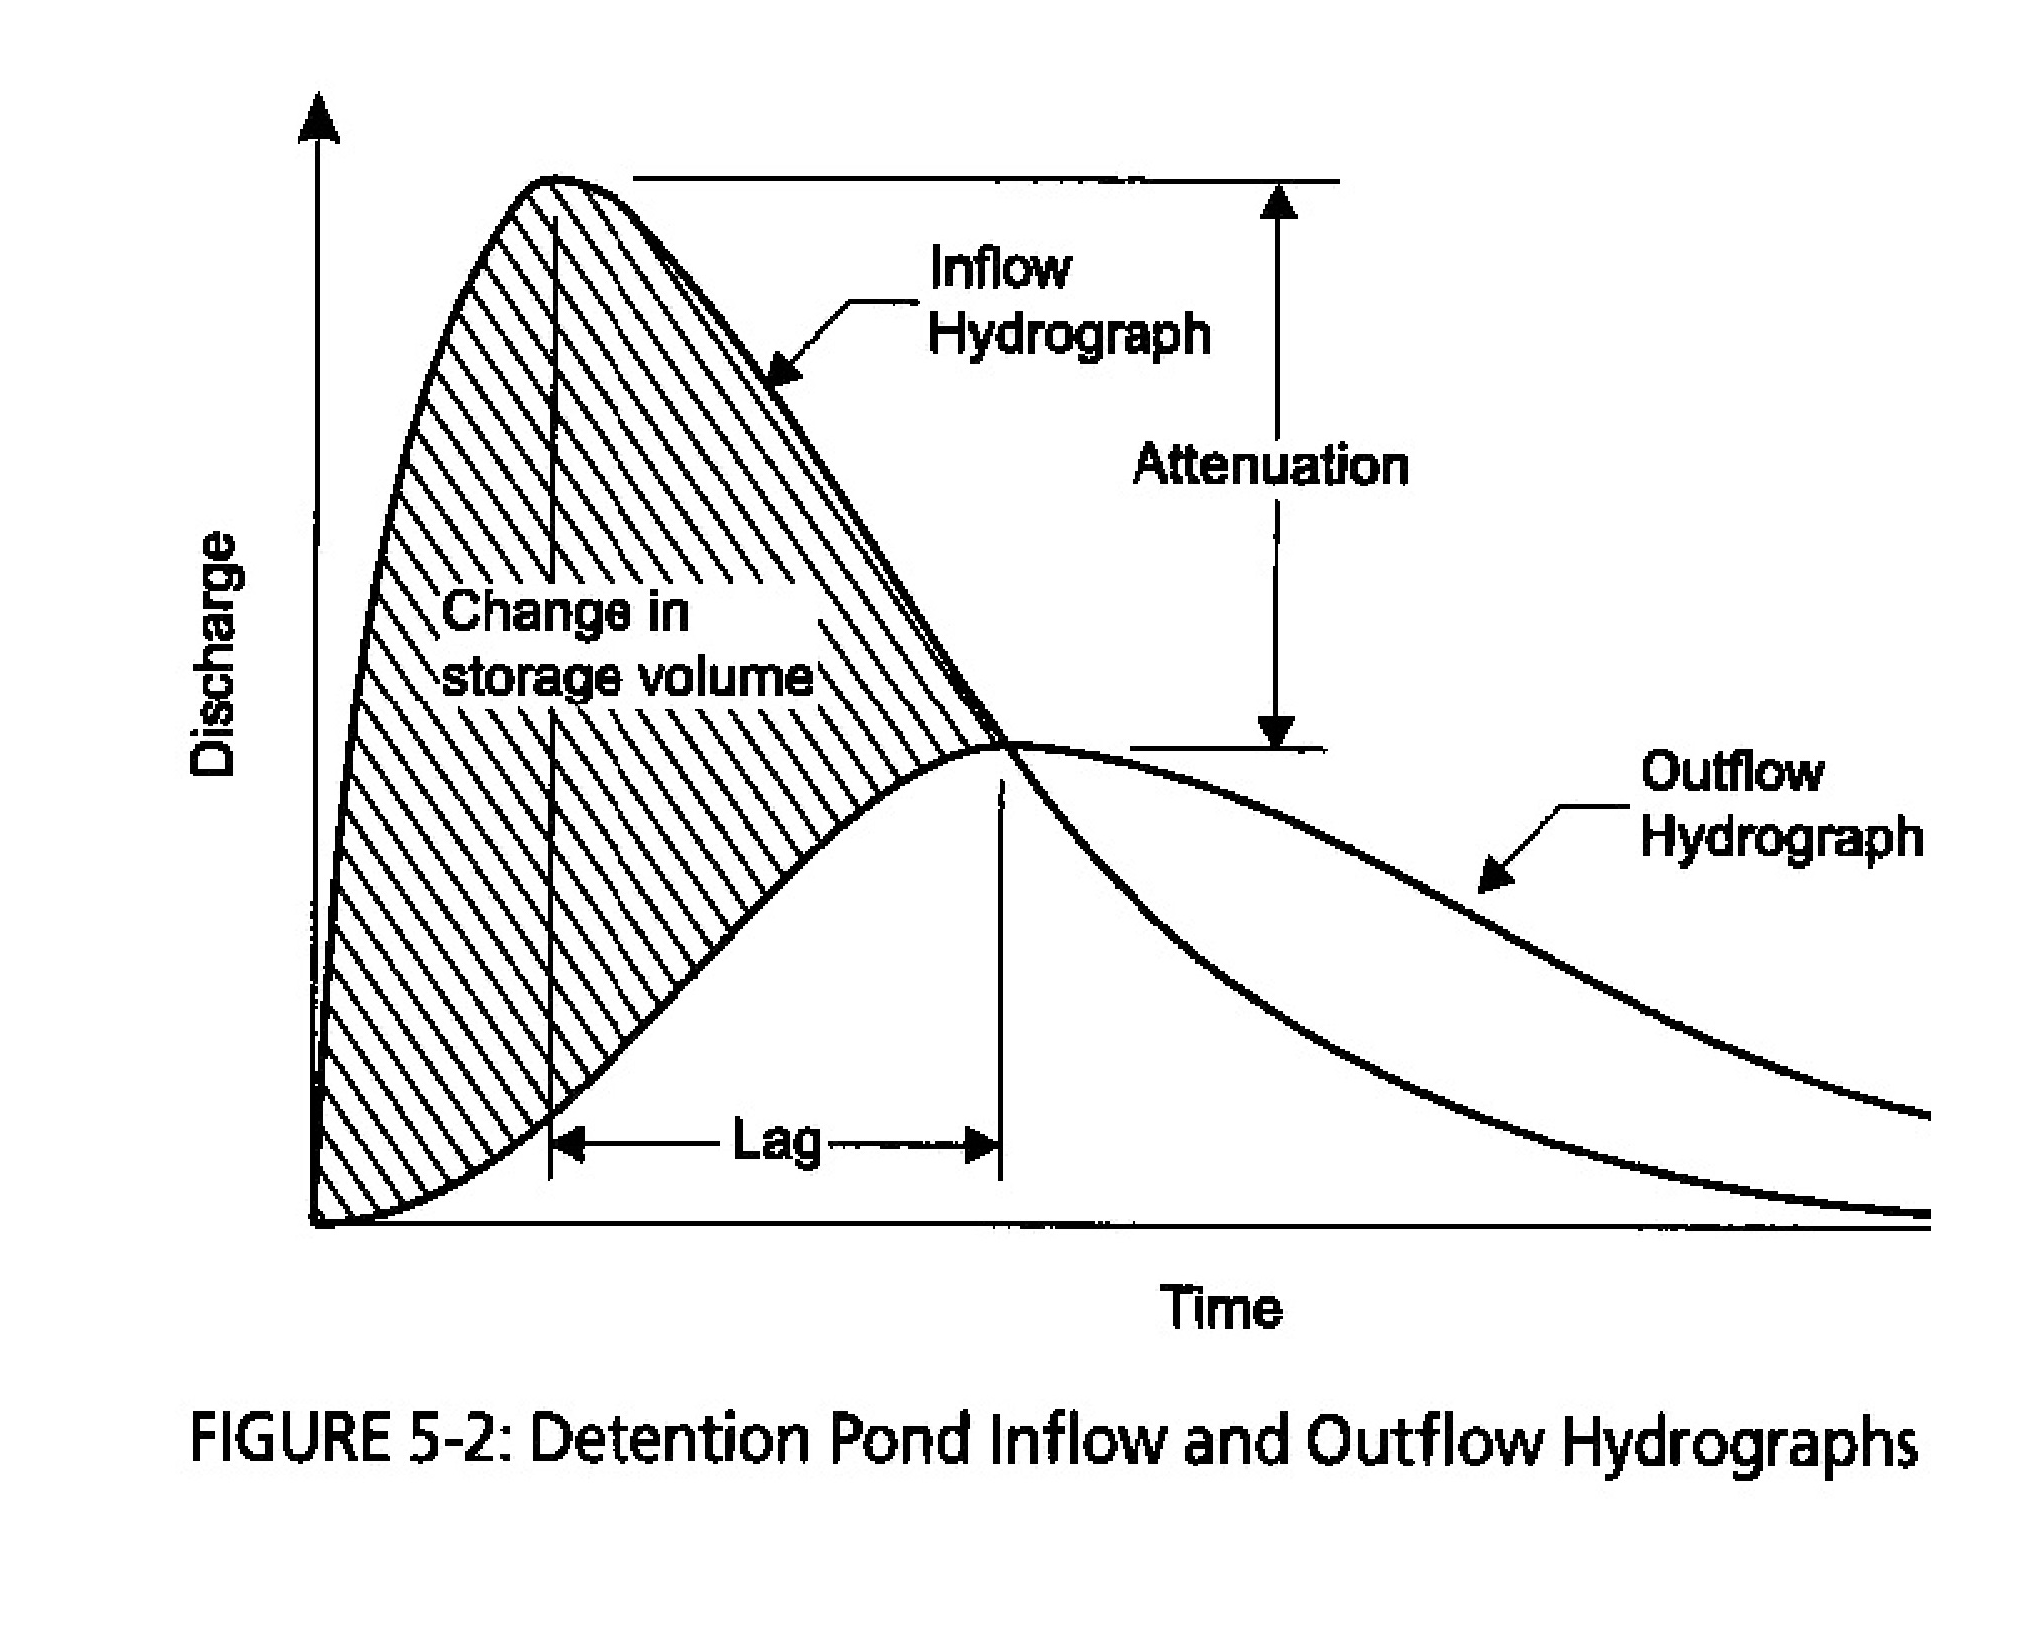 Inflow
Hydrograph
Attenuation
Discharge
Change in
storage volume
Outflow
Hydrograph
Lag
Time
FIGURE 5-2: Detention Pond Inflow and Outflow Hydrographs